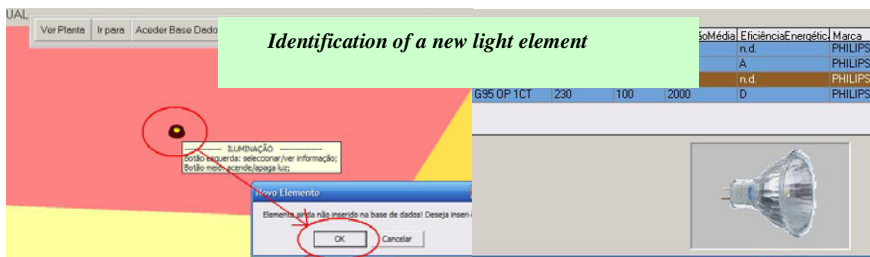 UAL
Ver Planta Ir para Aceder Base Dado
Identification of a new light element
ãoMédia EficiênciaEnergétic. Marca
n.d. PHILIPS
A PHILIPS
n.d. PHILIPS
G95 OP 1CT 230 100 2000 D PHILIPS
------------ ILUMINAÇÃO ------------
Botão esquerda: seleccionar/ver informação;
Botão meio: acende/apaga luz;
Novo Elemento
Elemento ainda não inserido na base de dados! Deseja inseri-
OK Cancelar